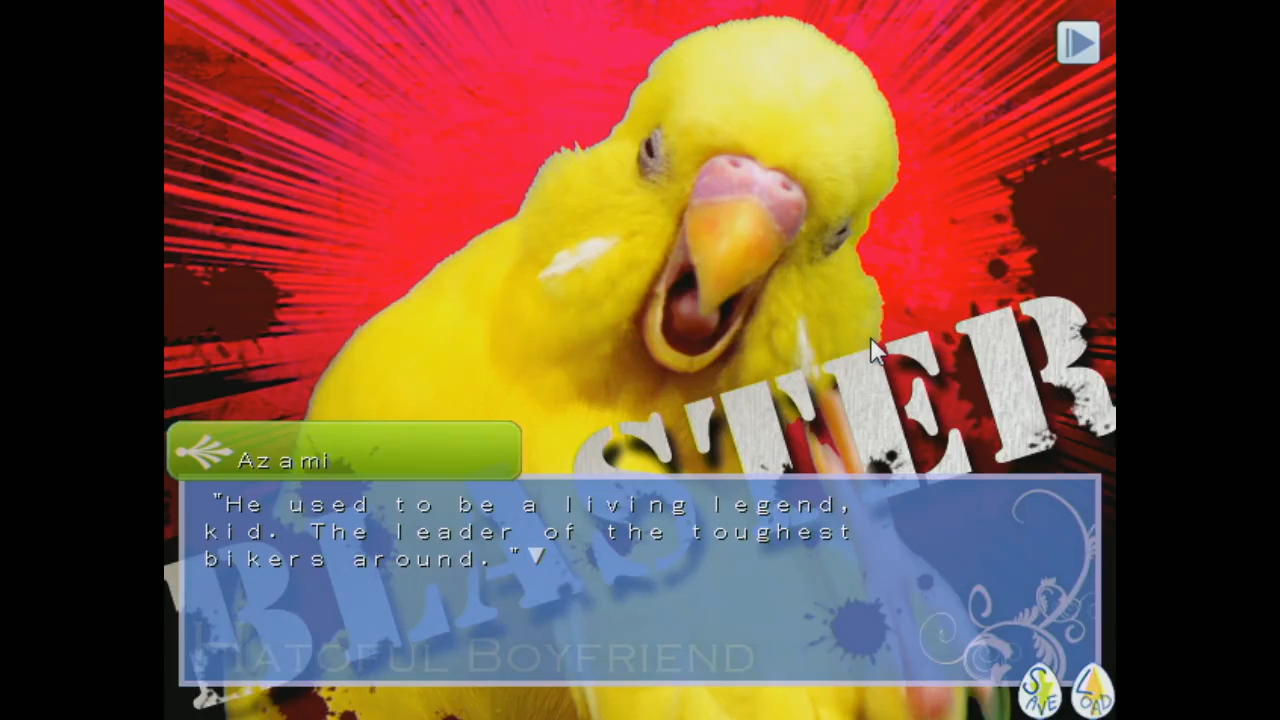 BLASTER
Azami
"He used to be a living legend,
kid. The leader of the toughest
bikers around."
HATOFUL BOYFRIEND
SAVE
LOAD